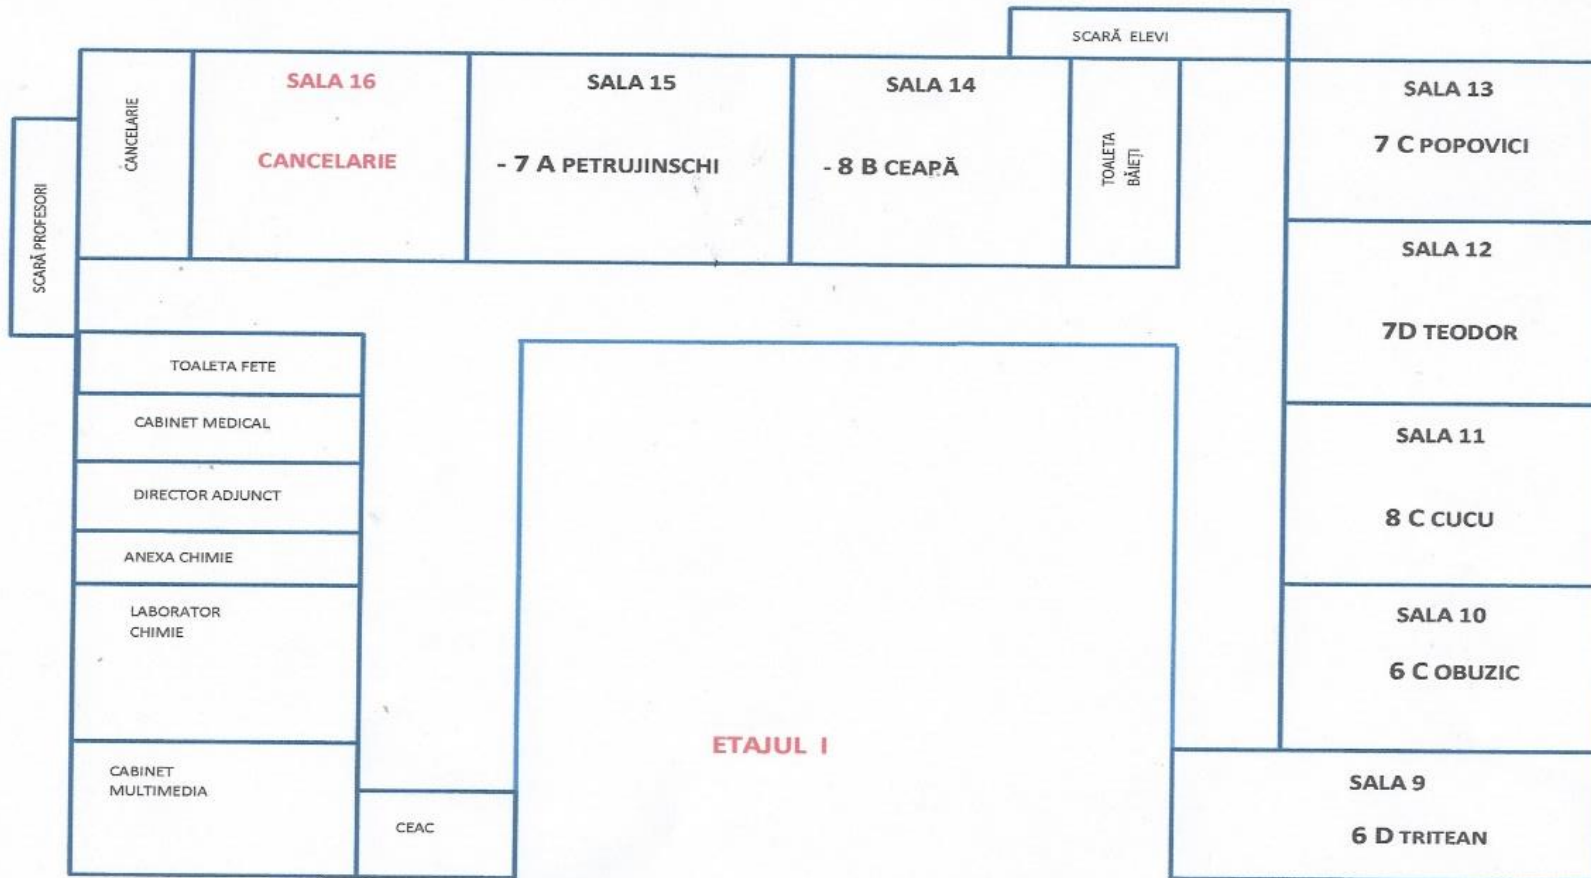 SCARĂ ELEVI
SCARĂ PROFESORI
CANCELARIE
SALA 16
CANCELARIE
SALA 15
- 7 A PETRUJINSCHI
SALA 14
- 8 B CEAPĂ
TOALETA
BĂIEȚI
SALA 13
7 C POPOVICI
SALA 12
7D TEODOR
SALA 11
8 C CUCU
SALA 10
6 C OBUZIC
SALA 9
6 D TRITEAN
TOALETA FETE
CABINET MEDICAL
DIRECTOR ADJUNCT
ANEXA CHIMIE
LABORATOR
CHIMIE
CABINET
MULTIMEDIA
CEAC
ETAJUL I